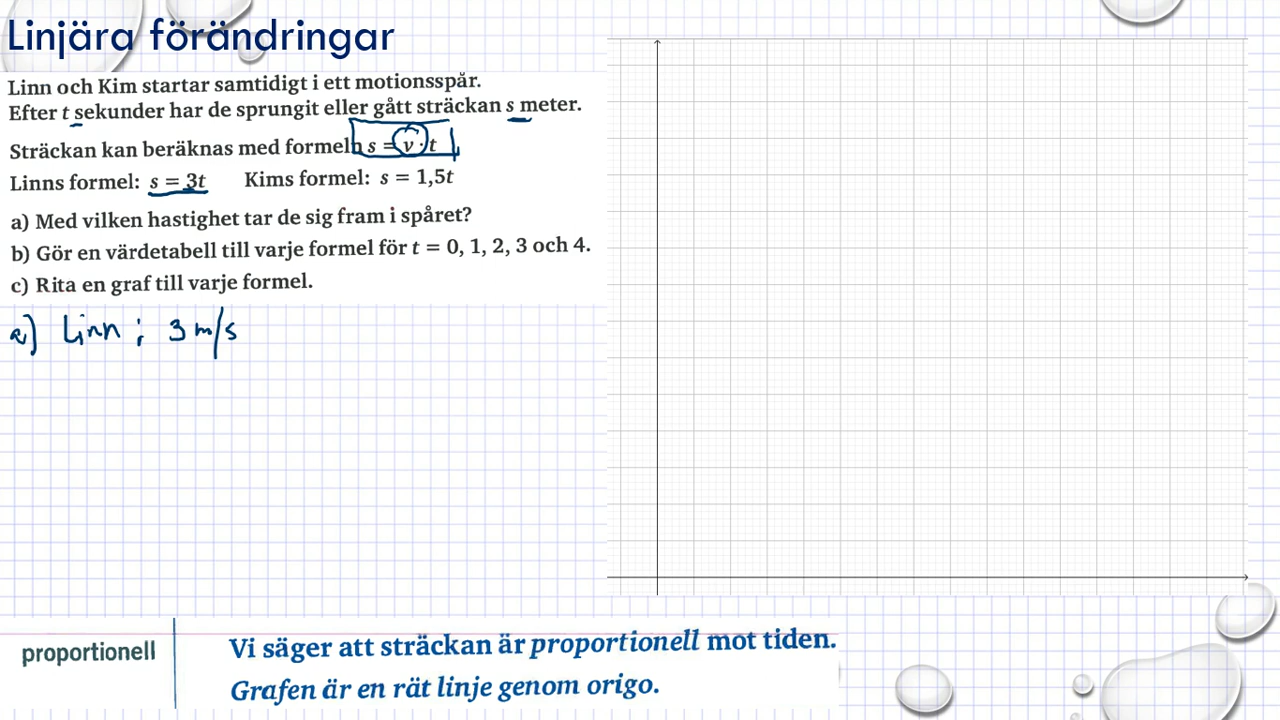 Linjära förändringar
Linn och Kim startar samtidigt i ett motionsspår.
Efter t sekunder har de sprungit eller gått sträckan s meter.
Sträckan kan beräknas med formeln s = v · t
Linns formel: s = 3t Kims formel: s = 1,5t
a) Med vilken hastighet tar de sig fram i spåret?
b) Gör en värdetabell till varje formel för t = 0, 1, 2, 3 och 4.
c) Rita en graf till varje formel.
a) Linn ; 3 m/s
proportionell
Vi säger att sträckan är proportionell mot tiden.
Grafen är en rät linje genom origo.